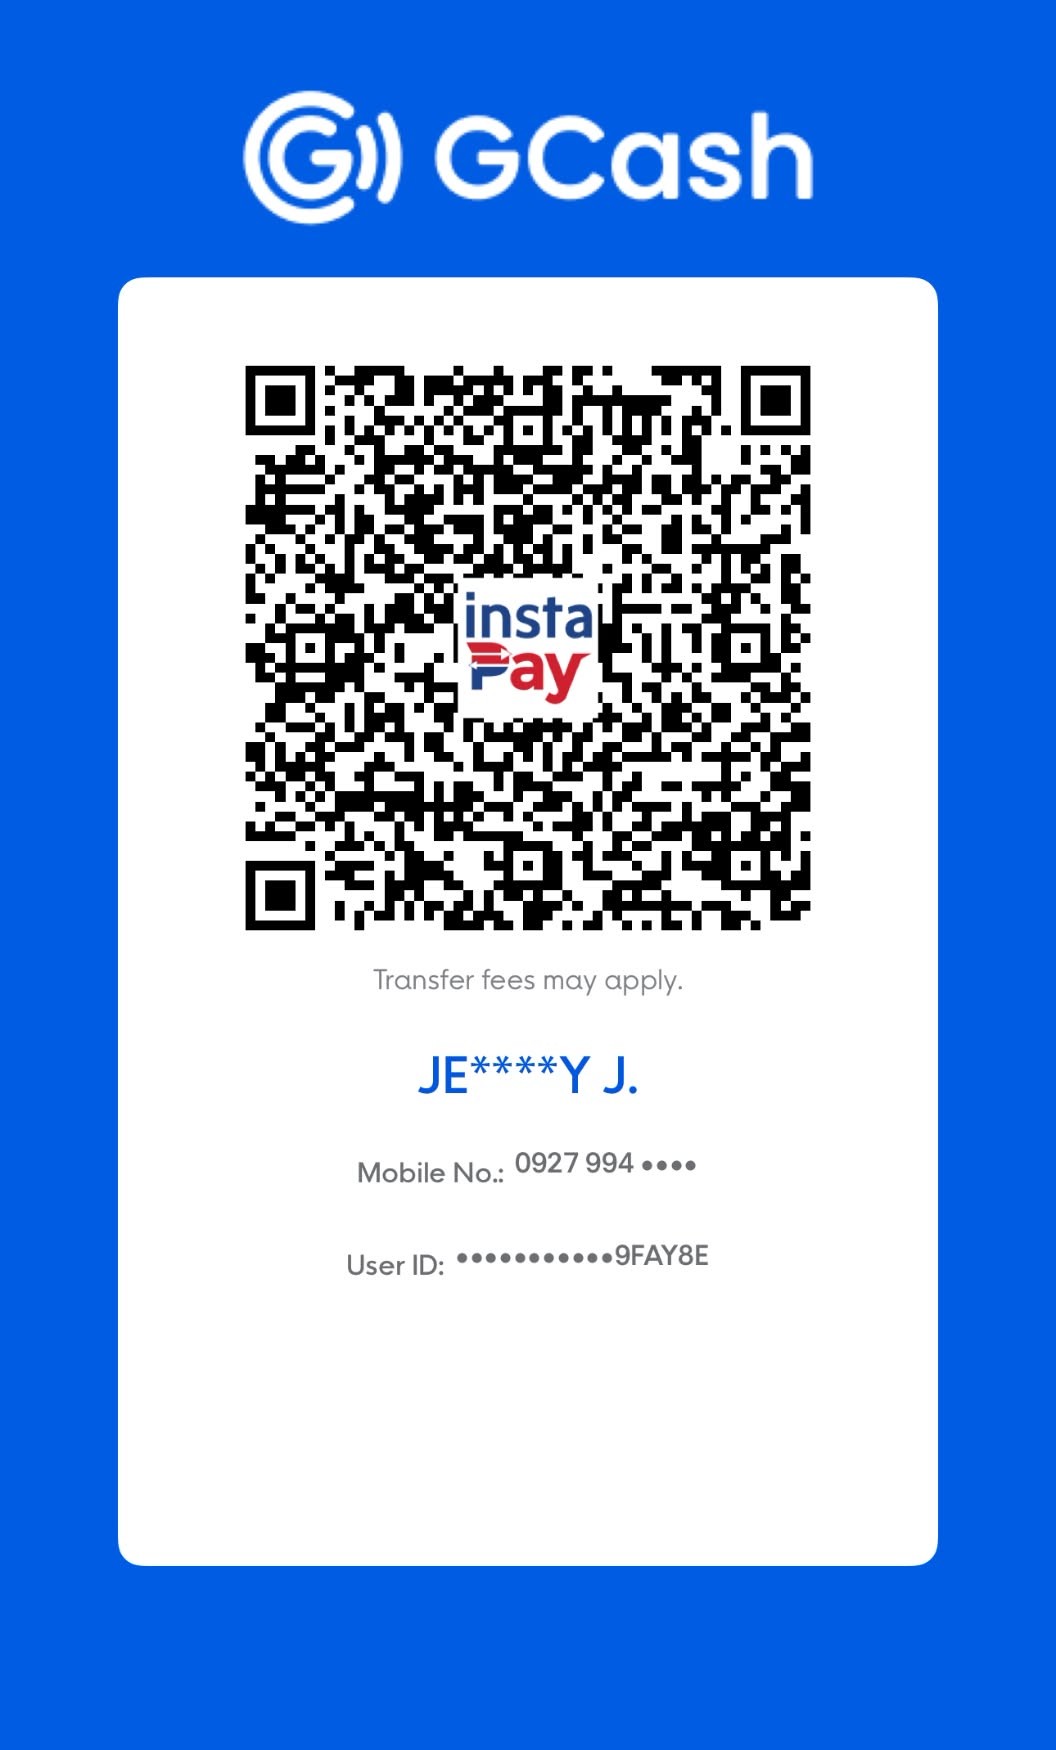 GCash
insta
Pay
Transfer fees may apply.
JE****Y J.
Mobile No.: 0927 994 ••••
User ID: •••••••••••9FAY8E